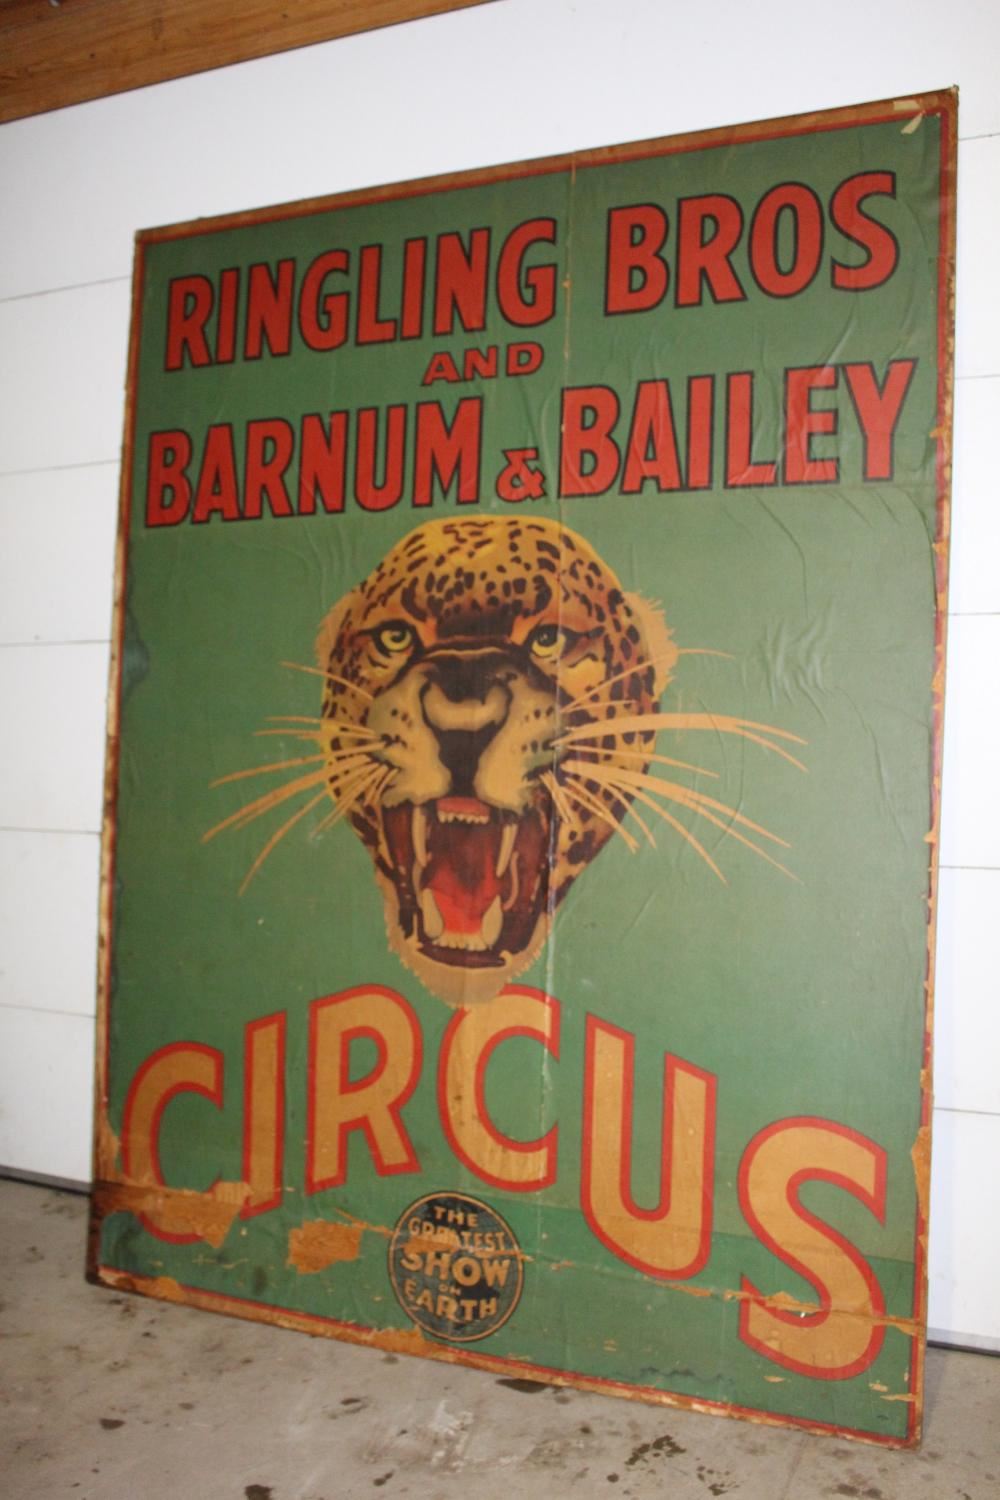 RINGLING BROS
AND
BARNUM & BAILEY
CIRCUS
THE
GREATEST
SHOW
ON
EARTH